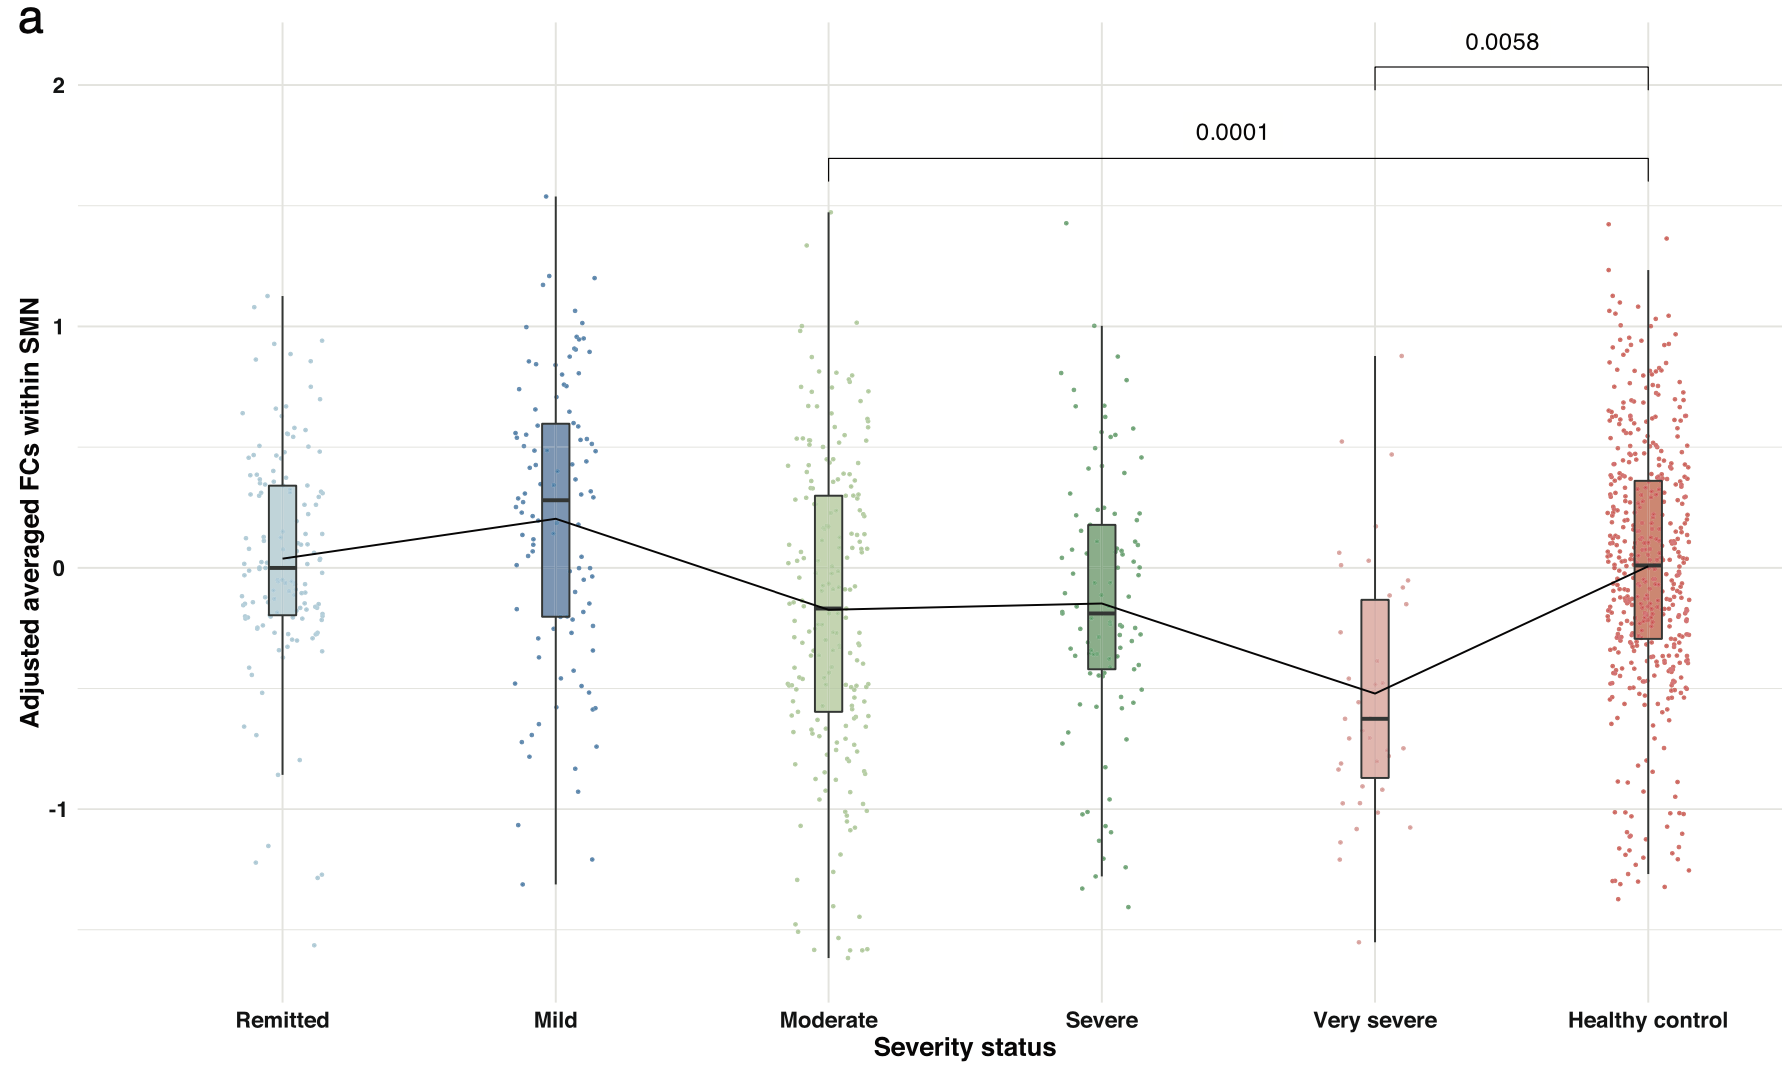 a
0.0058
2
0.0001
1
Adjusted averaged FCs within SMN
0
-1
Remitted Mild Moderate Severe Very severe Healthy control
Severity status